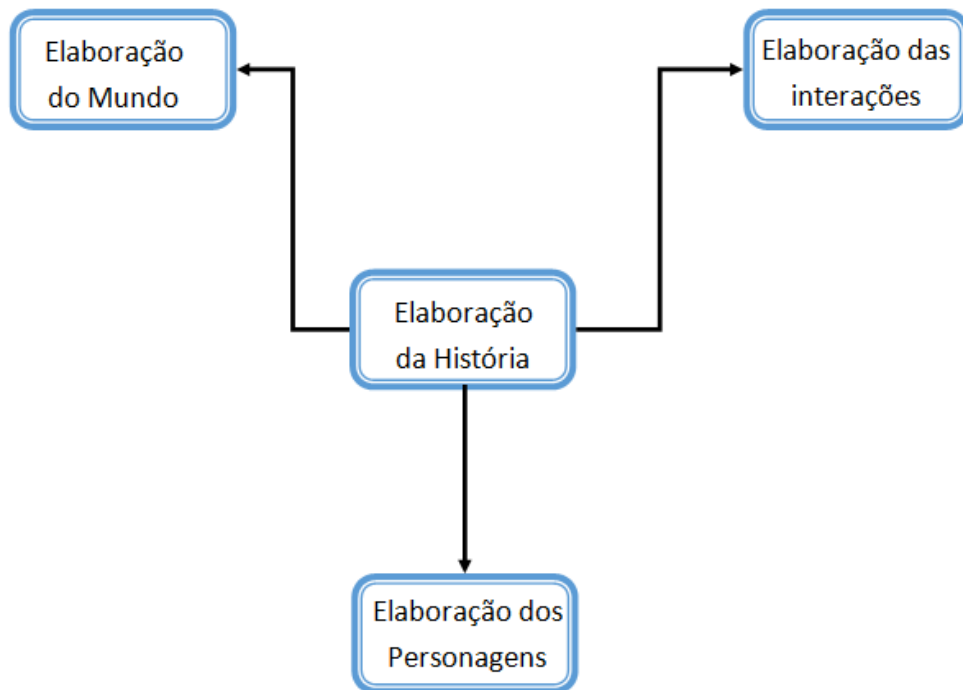 Elaboração
do Mundo
Elaboração das
interações
Elaboração
da História
Elaboração dos
Personagens